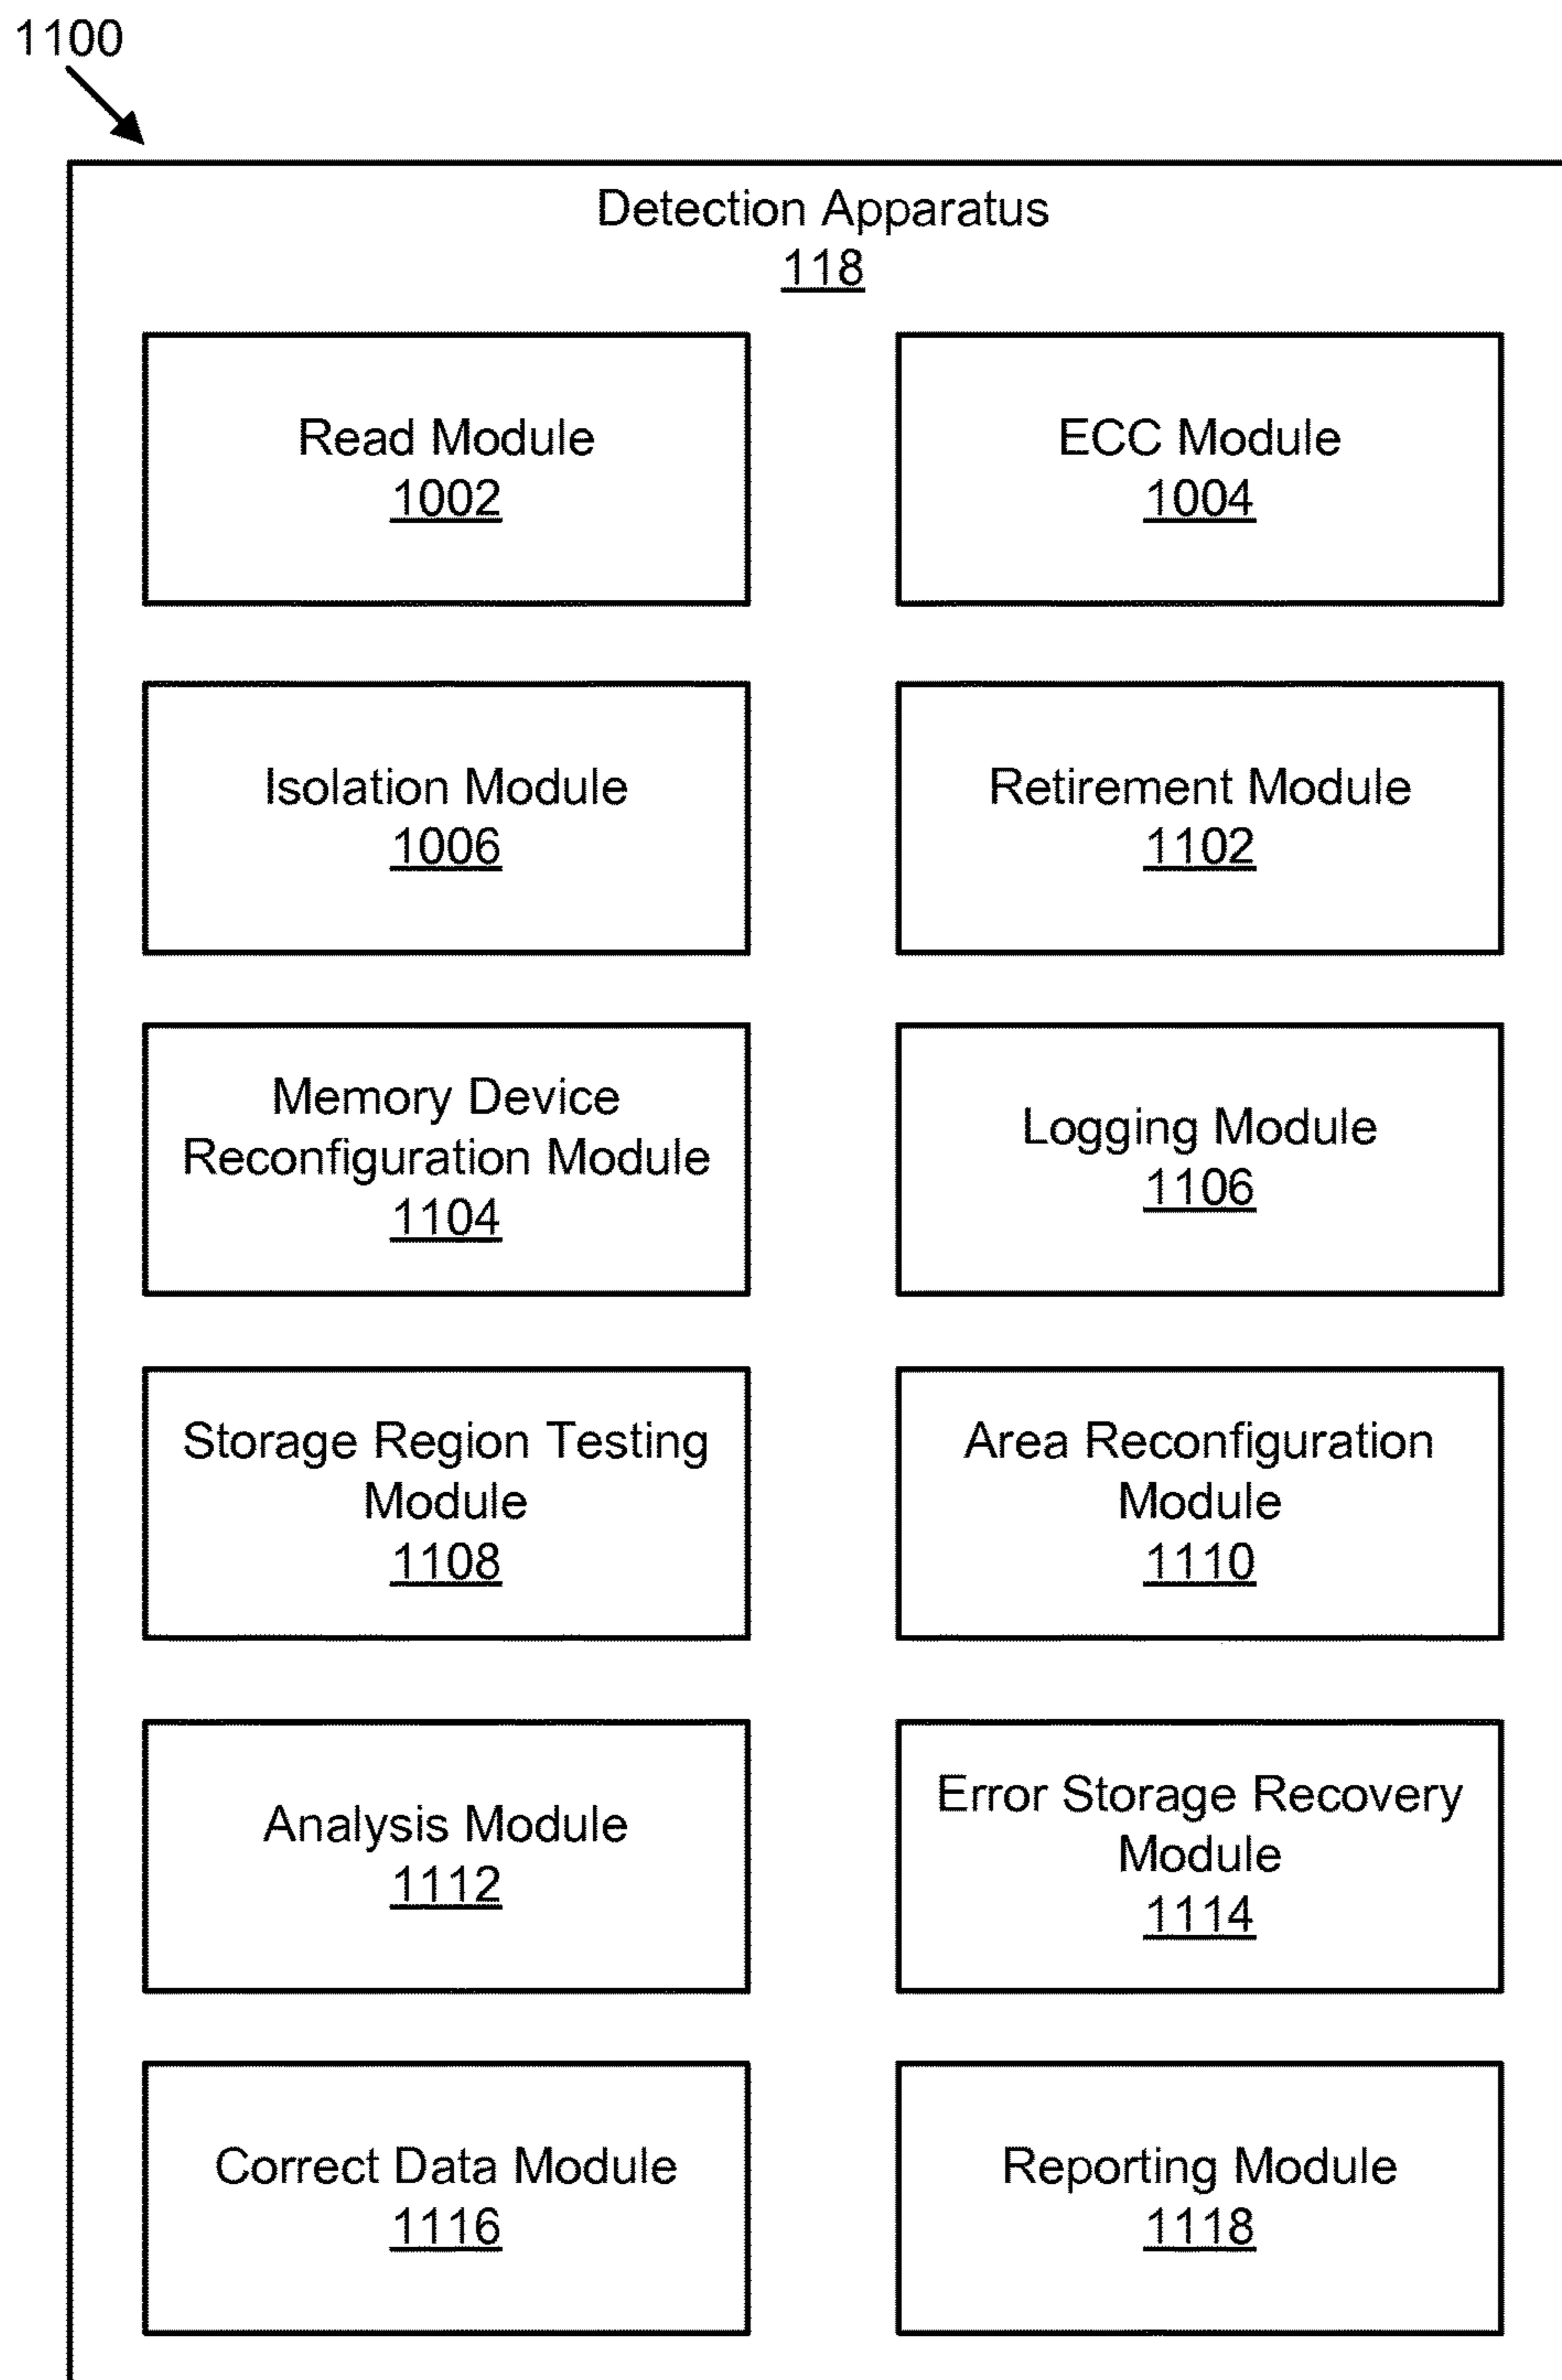 1100
Detection Apparatus
118
Read Module
1002
ECC Module
1004
Isolation Module
1006
Retirement Module
1102
Memory Device
Reconfiguration Module
1104
Logging Module
1106
Storage Region Testing
Module
1108
Area Reconfiguration
Module
1110
Analysis Module
1112
Error Storage Recovery
Module
1114
Correct Data Module
1116
Reporting Module
1118